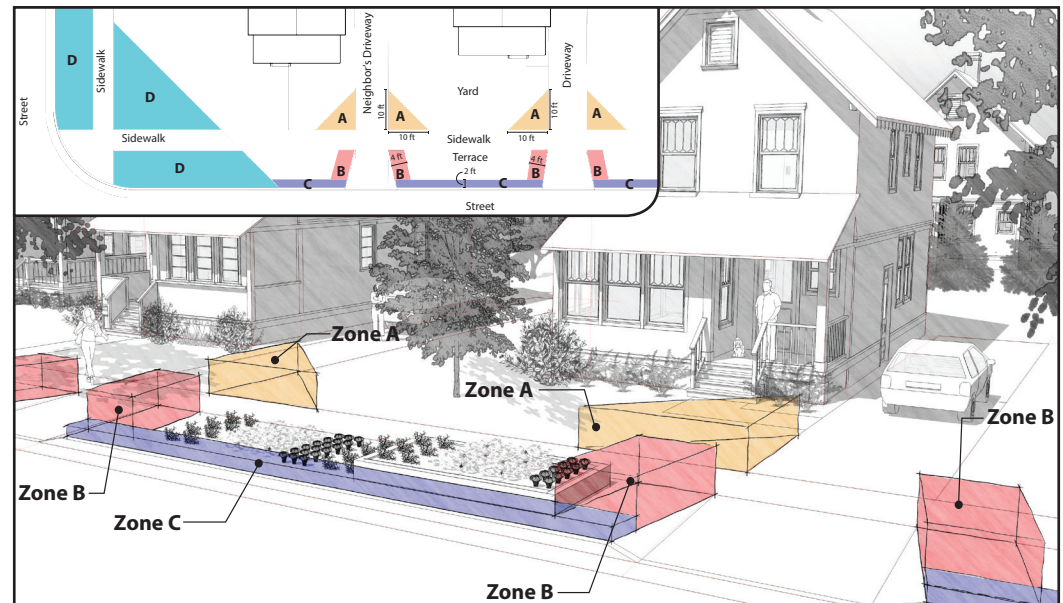 Street
D
Sidewalk
D
Sidewalk
D
Neighbor's Driveway
Driveway
Yard
A
10 ft
A
10 ft
A
10 ft
10 ft
A
Sidewalk
Terrace
B
4 ft
B
2 ft
4 ft
B
B
C
C
C
Street
Zone A
Zone A
Zone B
Zone B
Zone C
Zone B